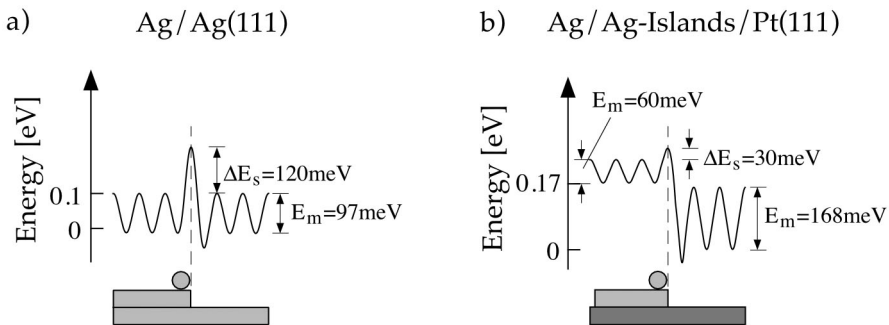 a) Ag/Ag(111)
Energy [eV]
0.1
0
ΔEs=120meV
Em=97meV
b) Ag/Ag-Islands/Pt(111)
Energy [eV]
Em=60meV
0.17
0
ΔEs=30meV
Em=168meV